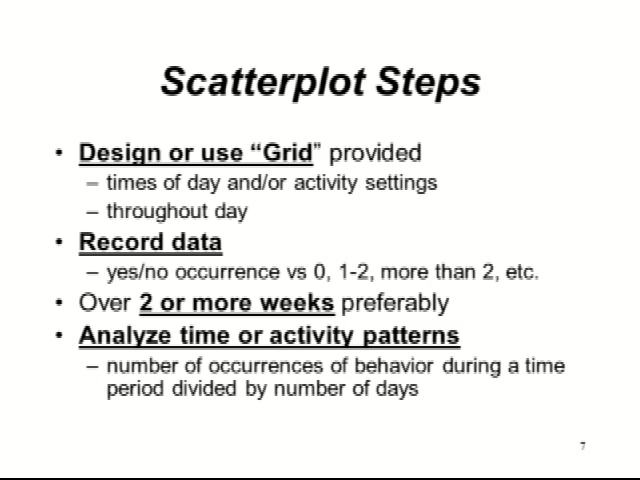 Scatterplot Steps
• Design or use “Grid” provided
– times of day and/or activity settings
– throughout day
• Record data
– yes/no occurrence vs 0, 1-2, more than 2, etc.
• Over 2 or more weeks preferably
• Analyze time or activity patterns
– number of occurrences of behavior during a time
period divided by number of days
7